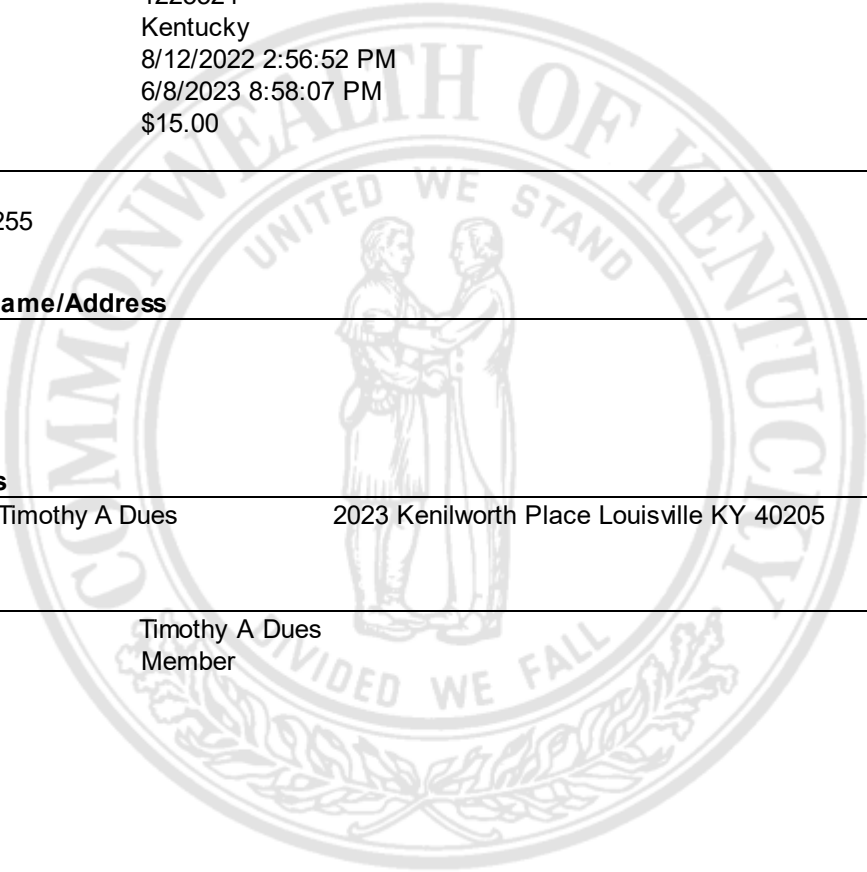 Kentucky
8/12/2022 2:56:52 PM
6/8/2023 8:58:07 PM
$15.00
255
ame/Address
s
Timothy A Dues 2023 Kenilworth Place Louisville KY 40205
Timothy A Dues
Member
COMMONWEALTH OF KENTUCKY
UNITED WE STAND
DIVIDED WE FALL